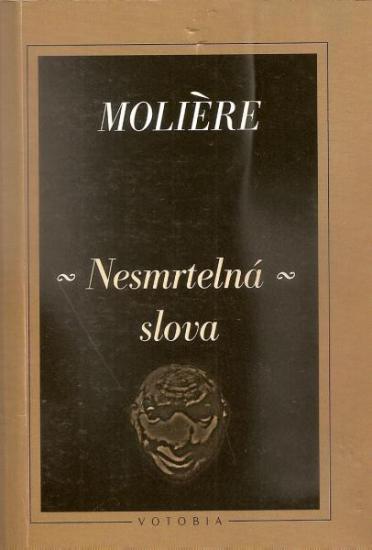 MOLIÈRE
~ Nesmrtelná ~
slova
VOTOBIA